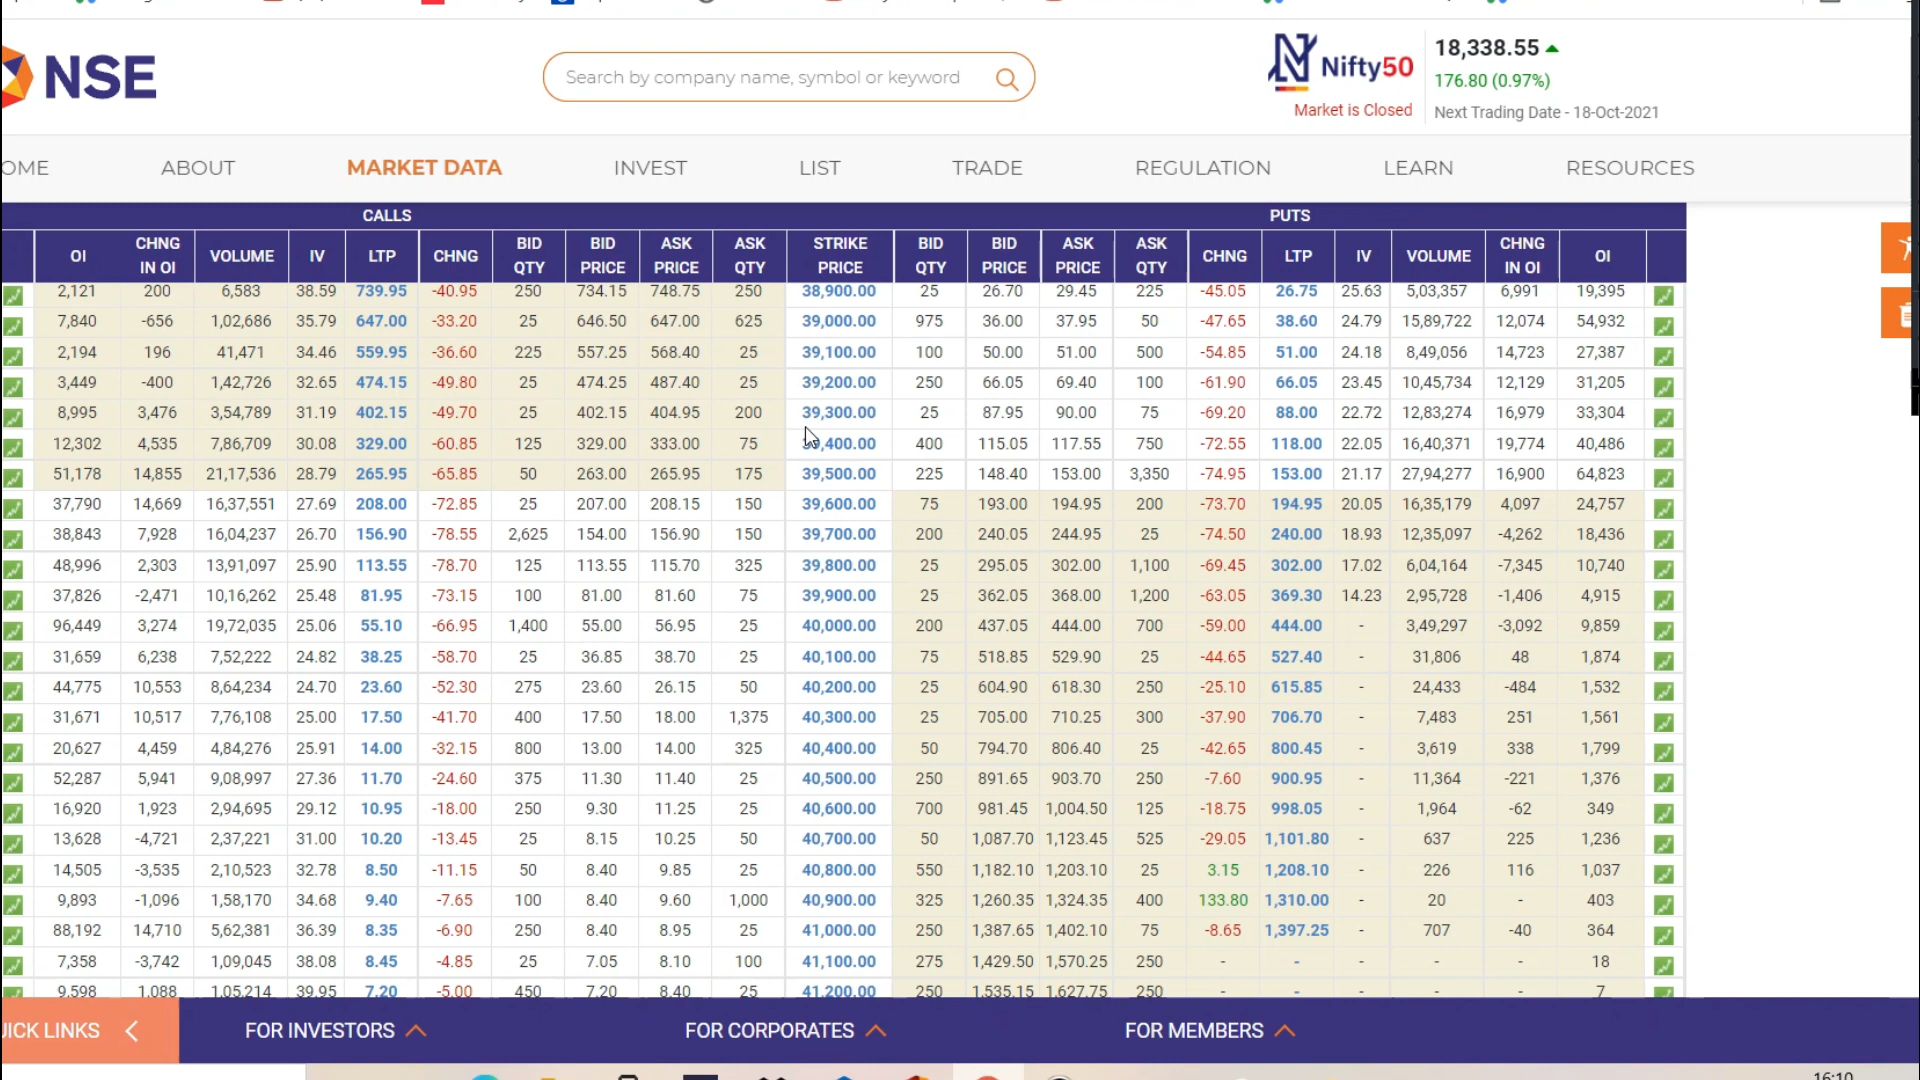 NSE
Search by company name, symbol or keyword
Nifty50
Market is Closed
18,338.55
176.80 (0.97%)
Next Trading Date - 18-Oct-2021
OME ABOUT MARKET DATA INVEST LIST TRADE REGULATION LEARN RESOURCES
CALLS PUTS
OI CHNG IN OI VOLUME IV LTP CHNG BID QTY BID PRICE ASK PRICE ASK QTY STRIKE PRICE BID QTY BID PRICE ASK PRICE ASK QTY CHNG LTP IV VOLUME CHNG IN OI OI
2,121 200 6,583 38.59 739.95 -40.95 250 734.15 748.75 250 38,900.00 25 26.70 29.45 225 -45.05 26.75 25.63 5,03,357 6,991 19,395
7,840 -656 1,02,686 35.79 647.00 -33.20 25 646.50 647.00 625 39,000.00 975 36.00 37.95 50 -47.65 38.60 24.79 15,89,722 12,074 54,932
2,194 196 41,471 34.46 559.95 -36.60 225 557.25 568.40 25 39,100.00 100 50.00 51.00 500 -54.85 51.00 24.18 8,49,056 14,723 27,387
3,449 -400 1,42,726 32.65 474.15 -49.80 25 474.25 487.40 25 39,200.00 250 66.05 69.40 100 -61.90 66.05 23.45 10,45,734 12,129 31,205
8,995 3,476 3,54,789 31.19 402.15 -49.70 25 402.15 404.95 200 39,300.00 25 87.95 90.00 75 -69.20 88.00 22.72 12,83,274 16,979 33,304
12,302 4,535 7,86,709 30.08 329.00 -60.85 125 329.00 333.00 75 ,400.00 400 115.05 117.55 750 -72.55 118.00 22.05 16,40,371 19,774 40,486
51,178 14,855 21,17,536 28.79 265.95 -65.85 50 263.00 265.95 175 39,500.00 225 148.40 153.00 3,350 -74.95 153.00 21.17 27,94,277 16,900 64,823
37,790 14,669 16,37,551 27.69 208.00 -72.85 25 207.00 208.15 150 39,600.00 75 193.00 194.95 200 -73.70 194.95 20.05 16,35,179 4,097 24,757
38,843 7,928 16,04,237 26.70 156.90 -78.55 2,625 154.00 156.90 150 39,700.00 200 240.05 244.95 25 -74.50 240.00 18.93 12,35,097 -4,262 18,436
48,996 2,303 13,91,097 25.90 113.55 -78.70 125 113.55 115.70 325 39,800.00 25 295.05 302.00 1,100 -69.45 302.00 17.02 6,04,164 -7,345 10,740
37,826 -2,471 10,16,262 25.48 81.95 -73.15 100 81.00 81.60 75 39,900.00 25 362.05 368.00 1,200 -63.05 369.30 14.23 2,95,728 -1,406 4,915
96,449 3,274 19,72,035 25.06 55.10 -66.95 1,400 55.00 56.95 25 40,000.00 200 437.05 444.00 700 -59.00 444.00 - 3,49,297 -3,092 9,859
31,659 6,238 7,52,222 24.82 38.25 -58.70 25 36.85 38.70 25 40,100.00 75 518.85 529.90 25 -44.65 527.40 - 31,806 48 1,874
44,775 10,553 8,64,234 24.70 23.60 -52.30 275 23.60 26.15 50 40,200.00 25 604.90 618.30 250 -25.10 615.85 - 24,433 -484 1,532
31,671 10,517 7,76,108 25.00 17.50 -41.70 400 17.50 18.00 1,375 40,300.00 25 705.00 710.25 300 -37.90 706.70 - 7,483 251 1,561
20,627 4,459 4,84,276 25.91 14.00 -32.15 800 13.00 14.00 325 40,400.00 50 794.70 806.40 25 -42.65 800.45 - 3,619 338 1,799
52,287 5,941 9,08,997 27.36 11.70 -24.60 375 11.30 11.40 25 40,500.00 250 891.65 903.70 250 -7.60 900.95 - 11,364 -221 1,376
16,920 1,923 2,94,695 29.12 10.95 -18.00 250 9.30 11.25 25 40,600.00 700 981.45 1,004.50 125 -18.75 998.05 - 1,964 -62 349
13,628 -4,721 2,37,221 31.00 10.20 -13.45 25 8.15 10.25 50 40,700.00 50 1,087.70 1,123.45 525 -29.05 1,101.80 - 637 225 1,236
14,505 -3,535 2,10,523 32.78 8.50 -11.15 50 8.40 9.85 25 40,800.00 550 1,182.10 1,203.10 25 3.15 1,208.10 - 226 116 1,037
9,893 -1,096 1,58,170 34.68 9.40 -7.65 100 8.40 9.60 1,000 40,900.00 325 1,260.35 1,324.35 400 133.80 1,310.00 - 20 - 403
88,192 14,710 5,62,381 36.39 8.35 -6.90 250 8.40 8.95 25 41,000.00 250 1,387.65 1,402.10 75 -8.65 1,397.25 - 707 -40 364
7,358 -3,742 1,09,045 38.08 8.45 -4.85 25 7.05 8.10 100 41,100.00 275 1,429.50 1,570.25 250 - - - - - 18
9,598 1,088 1,05,214 39.95 7.20 -5.00 450 7.20 8.40 25 41,200.00 250 1,535.15 1,627.75 250 - - - - - 7
UICK LINKS FOR INVESTORS FOR CORPORATES FOR MEMBERS
16:10